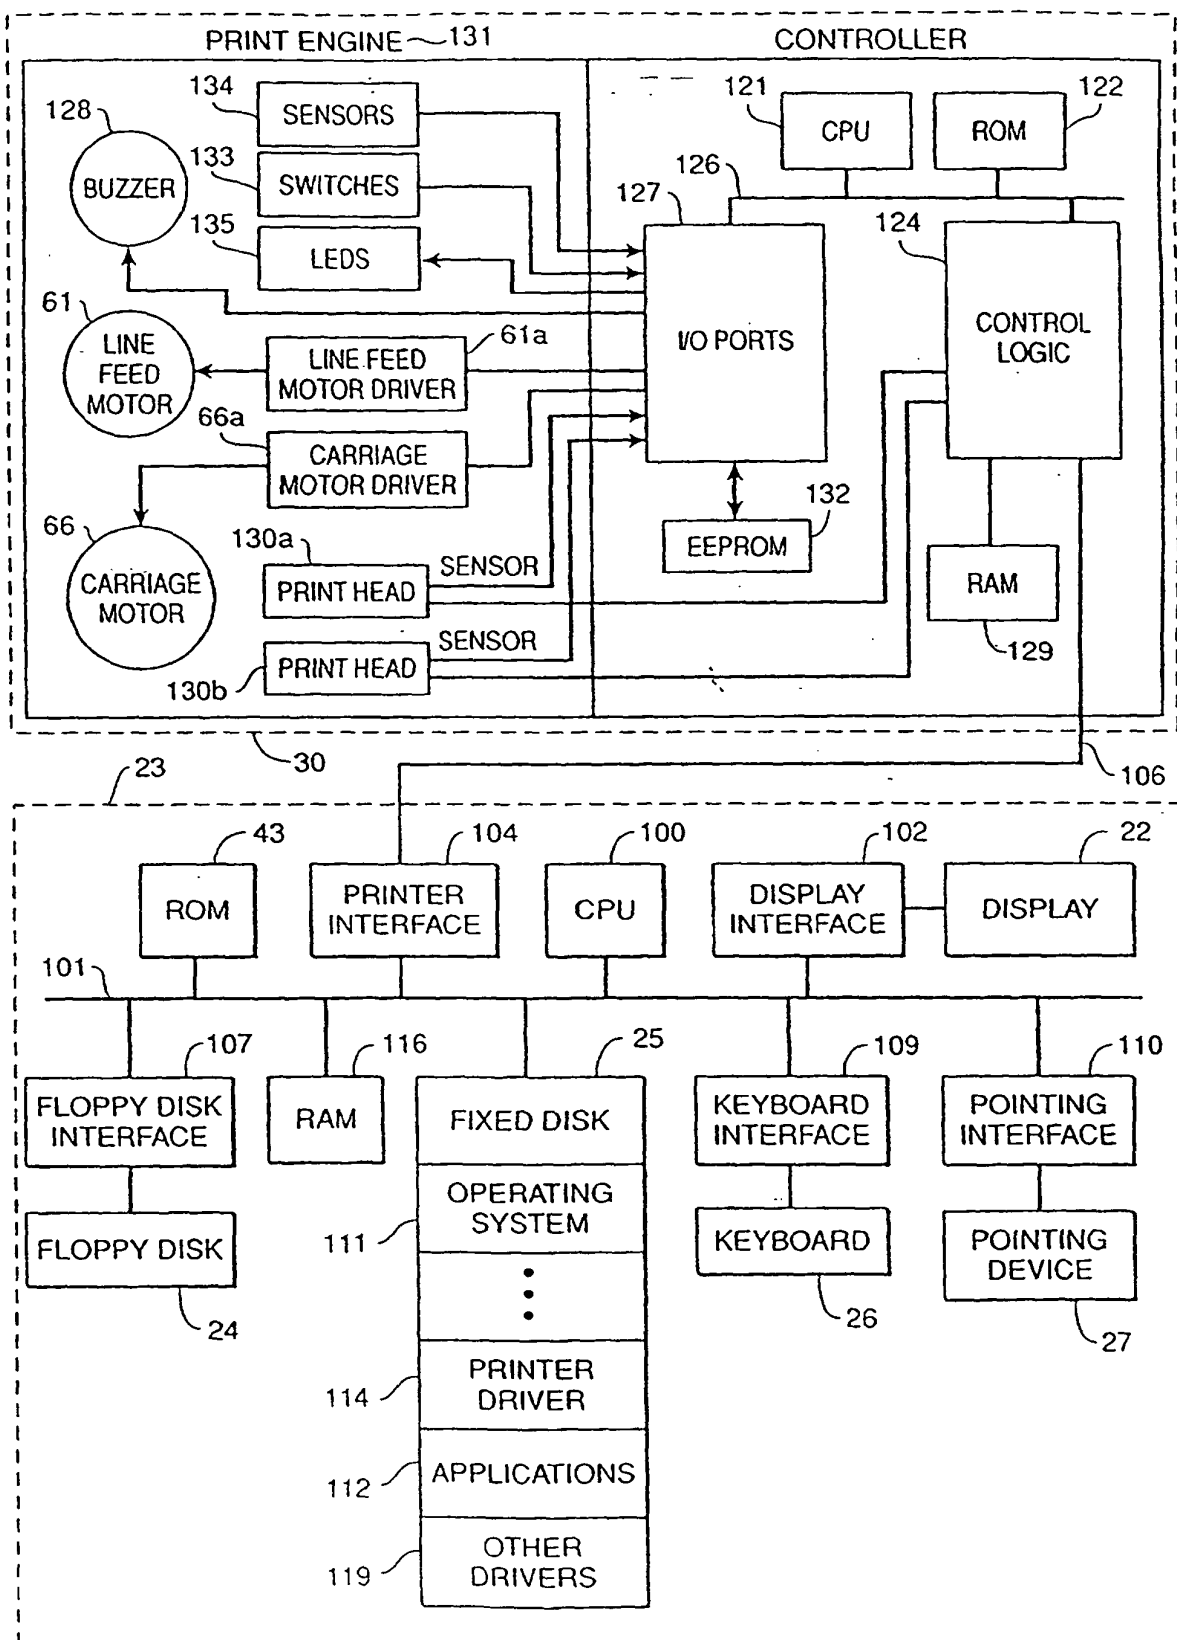 PRINT ENGINE 131
CONTROLLER
134
SENSORS
128
BUZZER
133
SWITCHES
135
LEDS
121
CPU
122
ROM
126
127
I/O PORTS
124
CONTROL
LOGIC
61
LINE
FEED
MOTOR
61a
LINE FEED
MOTOR DRIVER
66a
CARRIAGE
MOTOR DRIVER
66
CARRIAGE
MOTOR
130a
PRINT HEAD
SENSOR
130b
PRINT HEAD
SENSOR
132
EEPROM
RAM
129
30
106
23
43
ROM
104
PRINTER
INTERFACE
100
CPU
102
DISPLAY
INTERFACE
22
DISPLAY
101
107
FLOPPY DISK
INTERFACE
116
RAM
25
FIXED DISK
109
KEYBOARD
INTERFACE
110
POINTING
INTERFACE
FLOPPY DISK
24
111
OPERATING
SYSTEM
KEYBOARD
26
POINTING
DEVICE
27
114
PRINTER
DRIVER
112
APPLICATIONS
119
OTHER
DRIVERS